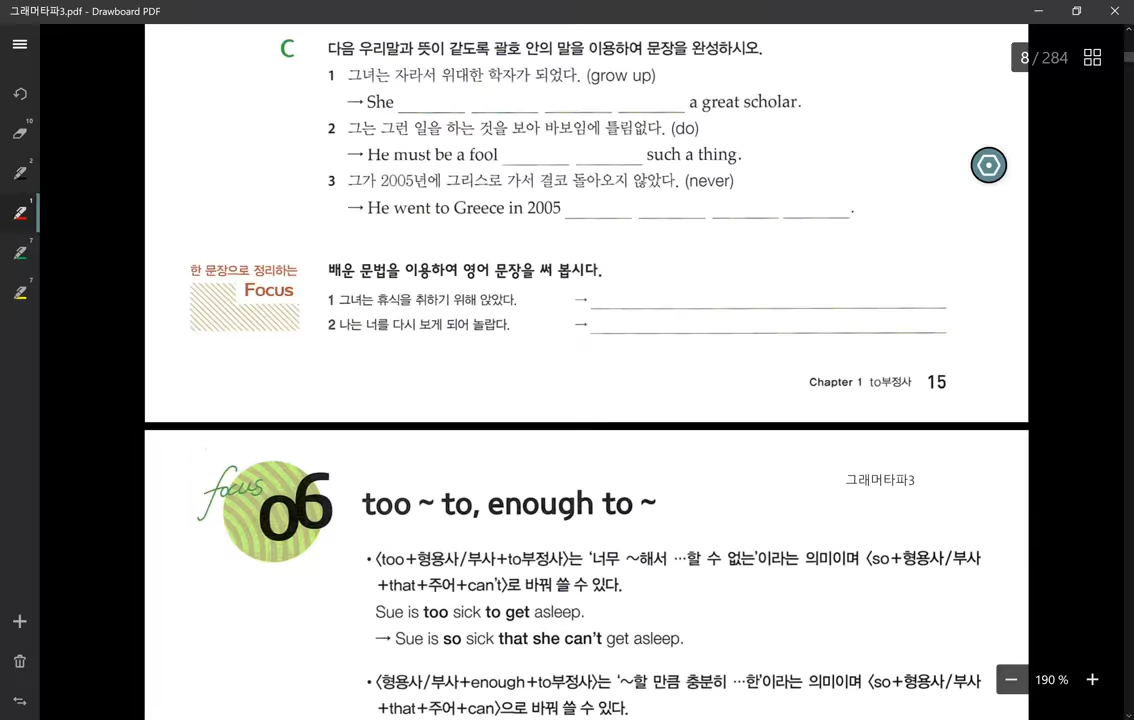 그래머타파3.pdf - Drawboard PDF
8 / 284
C 다음 우리말과 뜻이 같도록 괄호 안의 말을 이용하여 문장을 완성하시오.
1 그녀는 자라서 위대한 학자가 되었다. (grow up)
→ She ____ ____ ____ ____ a great scholar.
2 그는 그런 일을 하는 것을 보아 바보임에 틀림없다. (do)
→ He must be a fool ____ ____ such a thing.
3 그가 2005년에 그리스로 가서 결코 돌아오지 않았다. (never)
→ He went to Greece in 2005 ____ ____ ____ ____.
한 문장으로 정리하는
Focus
배운 문법을 이용하여 영어 문장을 써 봅시다.
1 그녀는 휴식을 취하기 위해 앉았다. →
2 나는 너를 다시 보게 되어 놀랍다. →
Chapter 1 to부정사 15
그래머타파3
focus
06
too ~ to, enough to ~
•〈too+형용사/부사+to부정사〉는 '너무 ~해서 …할 수 없는'이라는 의미이며 〈so+형용사/부사
+that+주어+can't〉로 바꿔 쓸 수 있다.
Sue is too sick to get asleep.
→ Sue is so sick that she can't get asleep.
•〈형용사/부사+enough+to부정사〉는 '~할 만큼 충분히 …한'이라는 의미이며 〈so+형용사/부사
+that+주어+can〉으로 바꿔 쓸 수 있다.
10
2
1
7
7
190 %